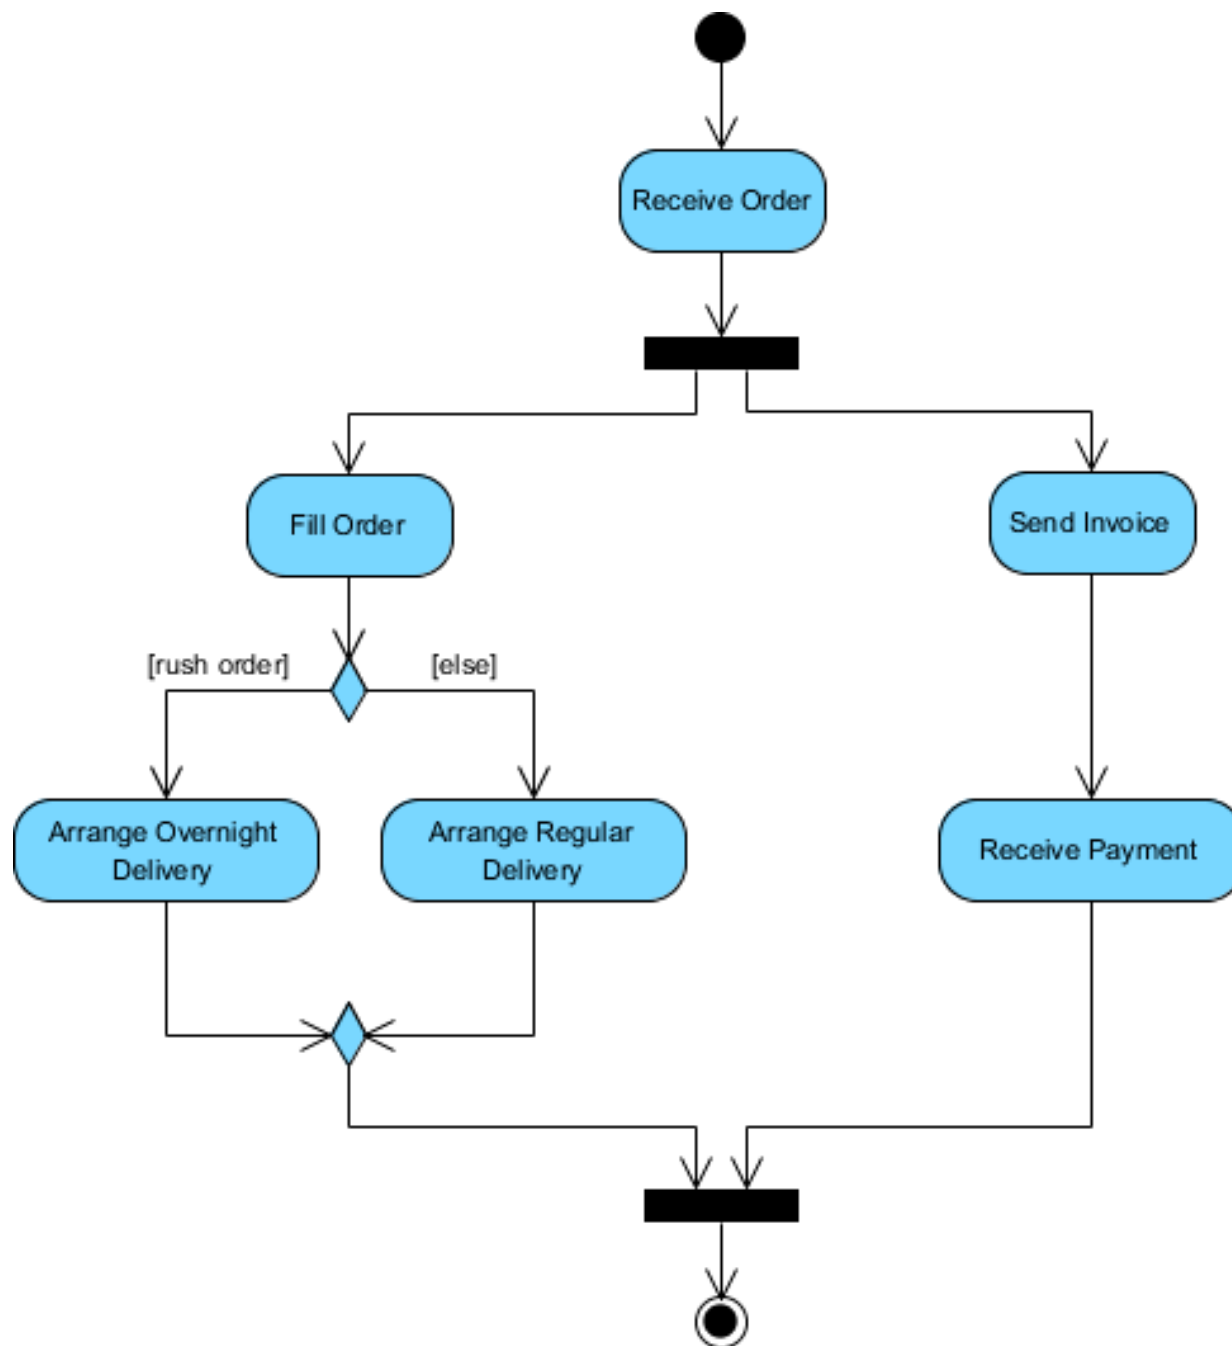 Receive Order
Fill Order
Send Invoice
[rush order]
[else]
Arrange Overnight
Delivery
Arrange Regular
Delivery
Receive Payment